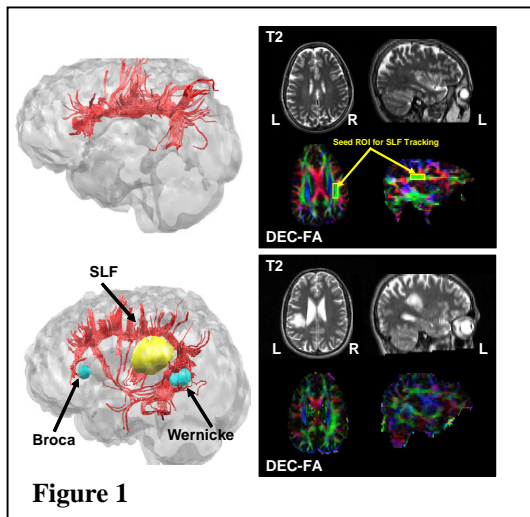 T2
L
R
L
Seed ROI for SLF Tracking
DEC-FA
SLF
Broca
Wernicke
T2
L
R
L
DEC-FA
Figure 1